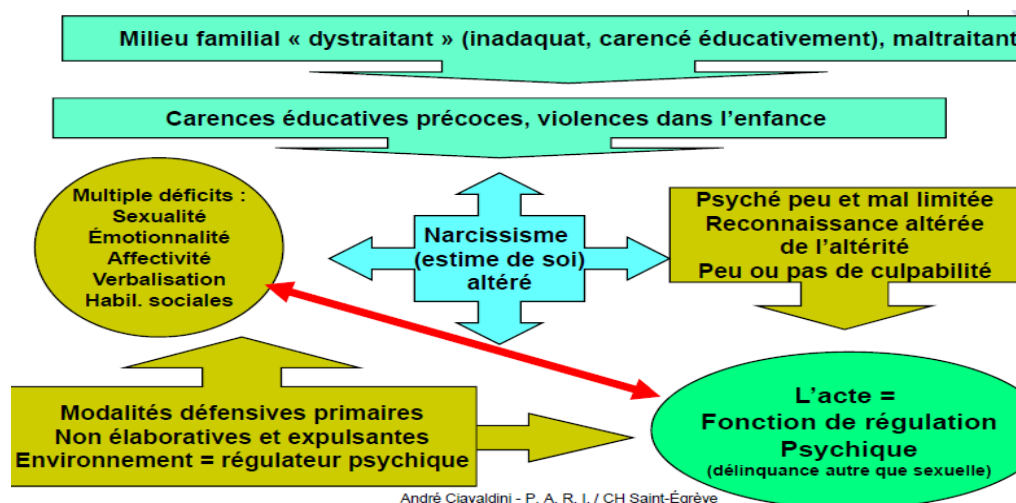 Milieu familial « dystraitant » (inadaquat, carencé éducativement), maltraitant
Carences éducatives précoces, violences dans l'enfance
Multiple déficits :
Sexualité
Émotionnalité
Affectivité
Verbalisation
Habil. sociales
Narcissisme
(estime de soi)
altéré
Psyché peu et mal limitée
Reconnaissance altérée
de l'altérité
Peu ou pas de culpabilité
Modalités défensives primaires
Non élaboratives et expulsantes
Environnement = régulateur psychique
L'acte =
Fonction de régulation
Psychique
(délinquance autre que sexuelle)
André Ciavaldini - P. A. R. I. / CH Saint-Égrève